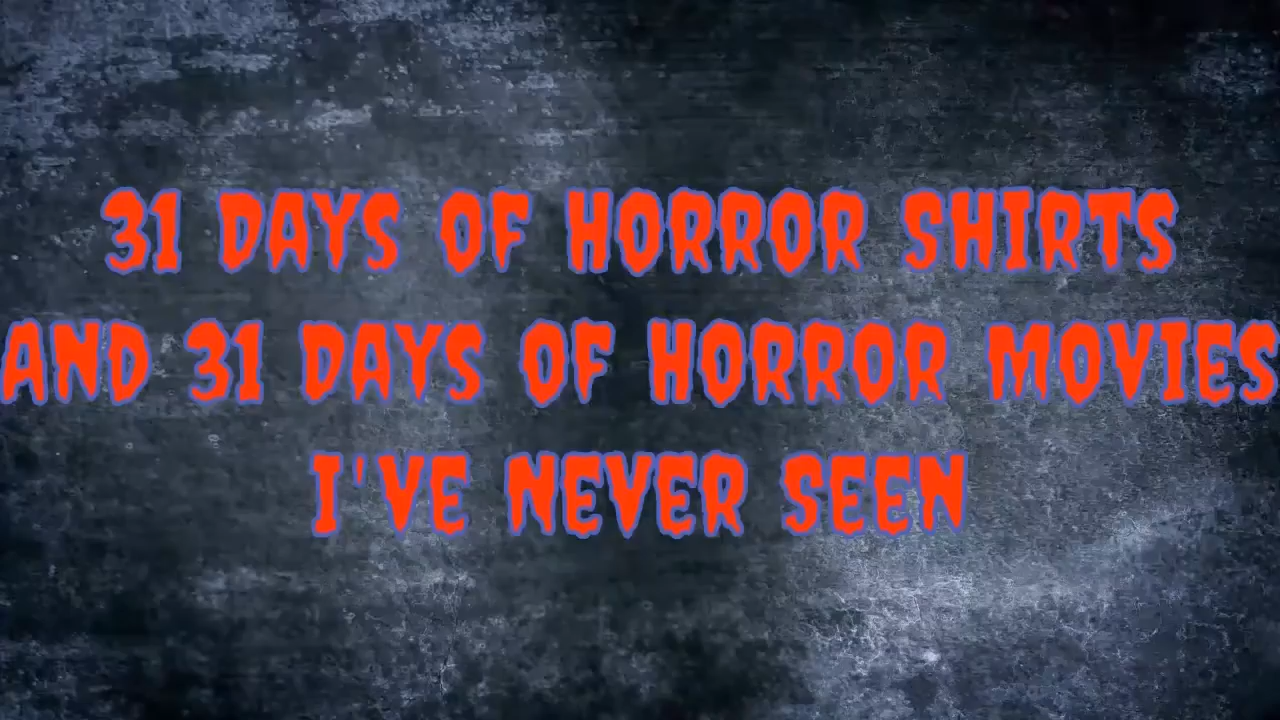 31 DAYS OF HORROR SHIRTS
AND 31 DAYS OF HORROR MOVIES
I'VE NEVER SEEN